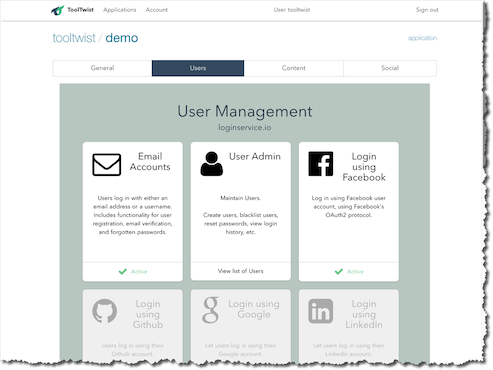 ToolTwist Applications Account User tooltwist Sign out
tooltwist / demo
application
General Users Content Social
User Management
loginservice.io
Email
Accounts
Users log in with either an
email address or a username.
Includes functionality for user
registration, email verification,
and forgotten passwords.
Active
User Admin
Maintain Users.
Create users, blacklist users,
reset passwords, view login
history, etc.
View list of Users
Login
using
Facebook
Log in using Facebook user
account, using Facebook's
OAuth2 protocol.
Active
Login
using
Github
Users log in using their
Github account.
Login using
Google
Let users log in using their
Google account.
Login
using
LinkedIn
Let users log in using their
LinkedIn account.